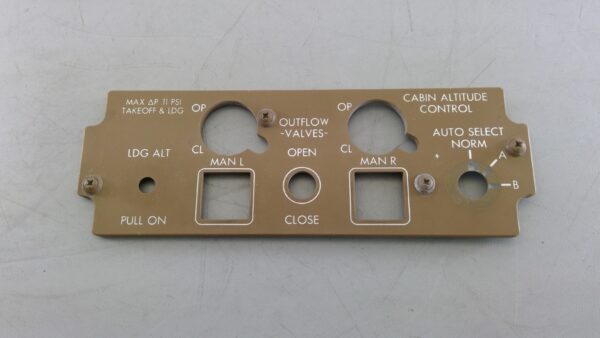 MAX ΔP .11 PSI
TAKEOFF & LDG
OP
OP
CABIN ALTITUDE
CONTROL
OUTFLOW
-VALVES-
AUTO SELECT
NORM
A
B
LDG ALT
CL
OPEN
CL
MAN L
MAN R
PULL ON
CLOSE